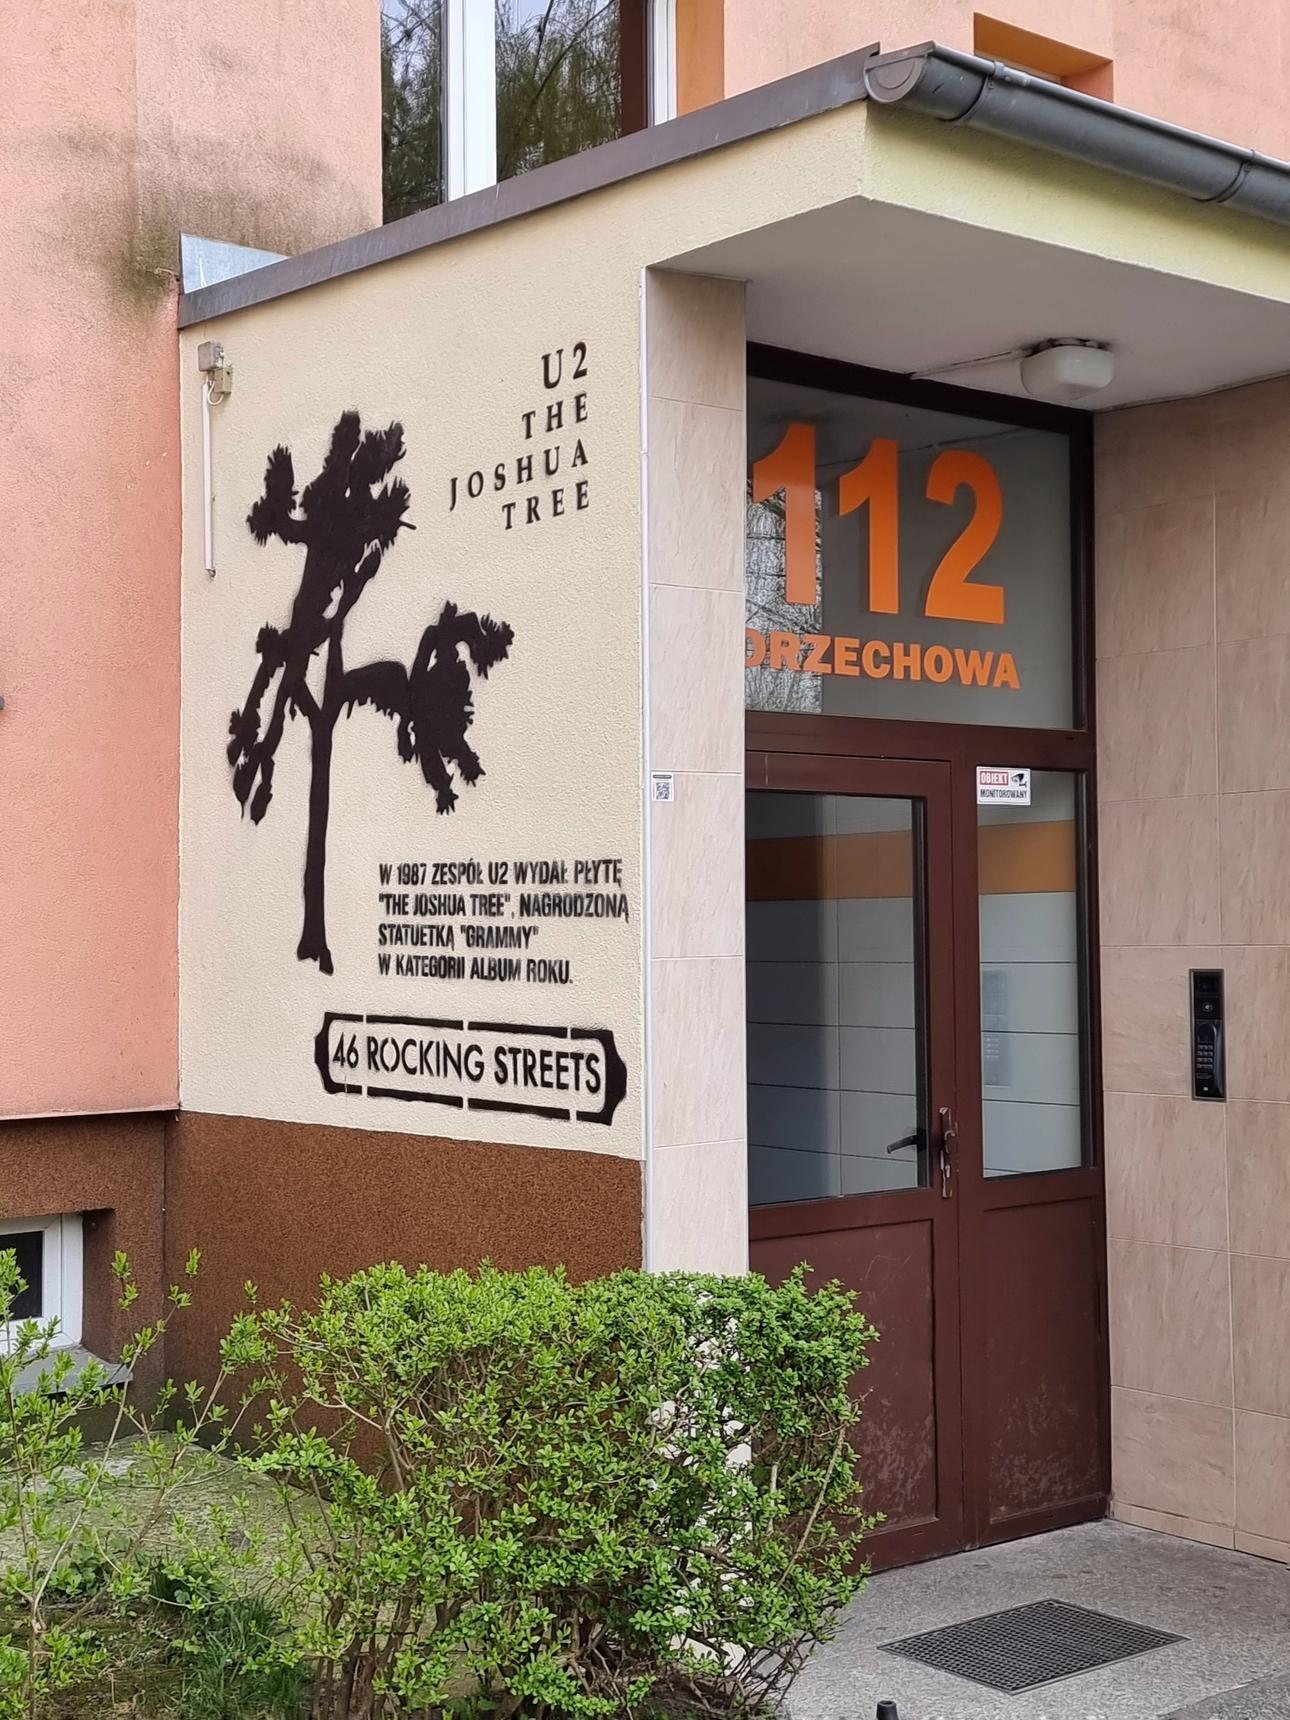 U2
THE
JOSHUA
TREE
W 1987 ZESPÓŁ U2 WYDAŁ PŁYTĘ
"THE JOSHUA TREE", NAGRODZONĄ
STATUETKĄ "GRAMMY"
W KATEGORII ALBUM ROKU.
46 ROCKING STREETS
112
ORZECHOWA
OBIEKT
MONITOROWANY